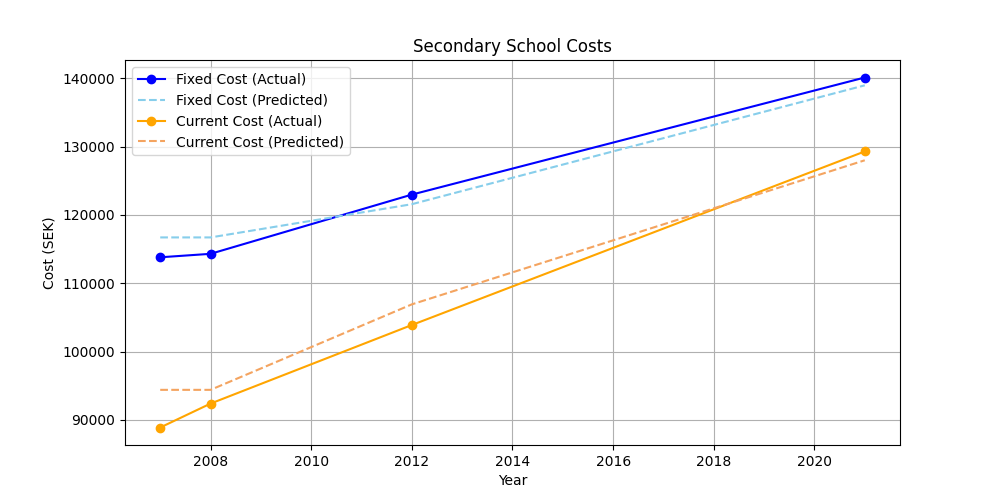 Secondary School Costs
Fixed Cost (Actual)
Fixed Cost (Predicted)
Current Cost (Actual)
Current Cost (Predicted)
Cost (SEK)
140000
130000
120000
110000
100000
90000
2008 2010 2012 2014 2016 2018 2020
Year